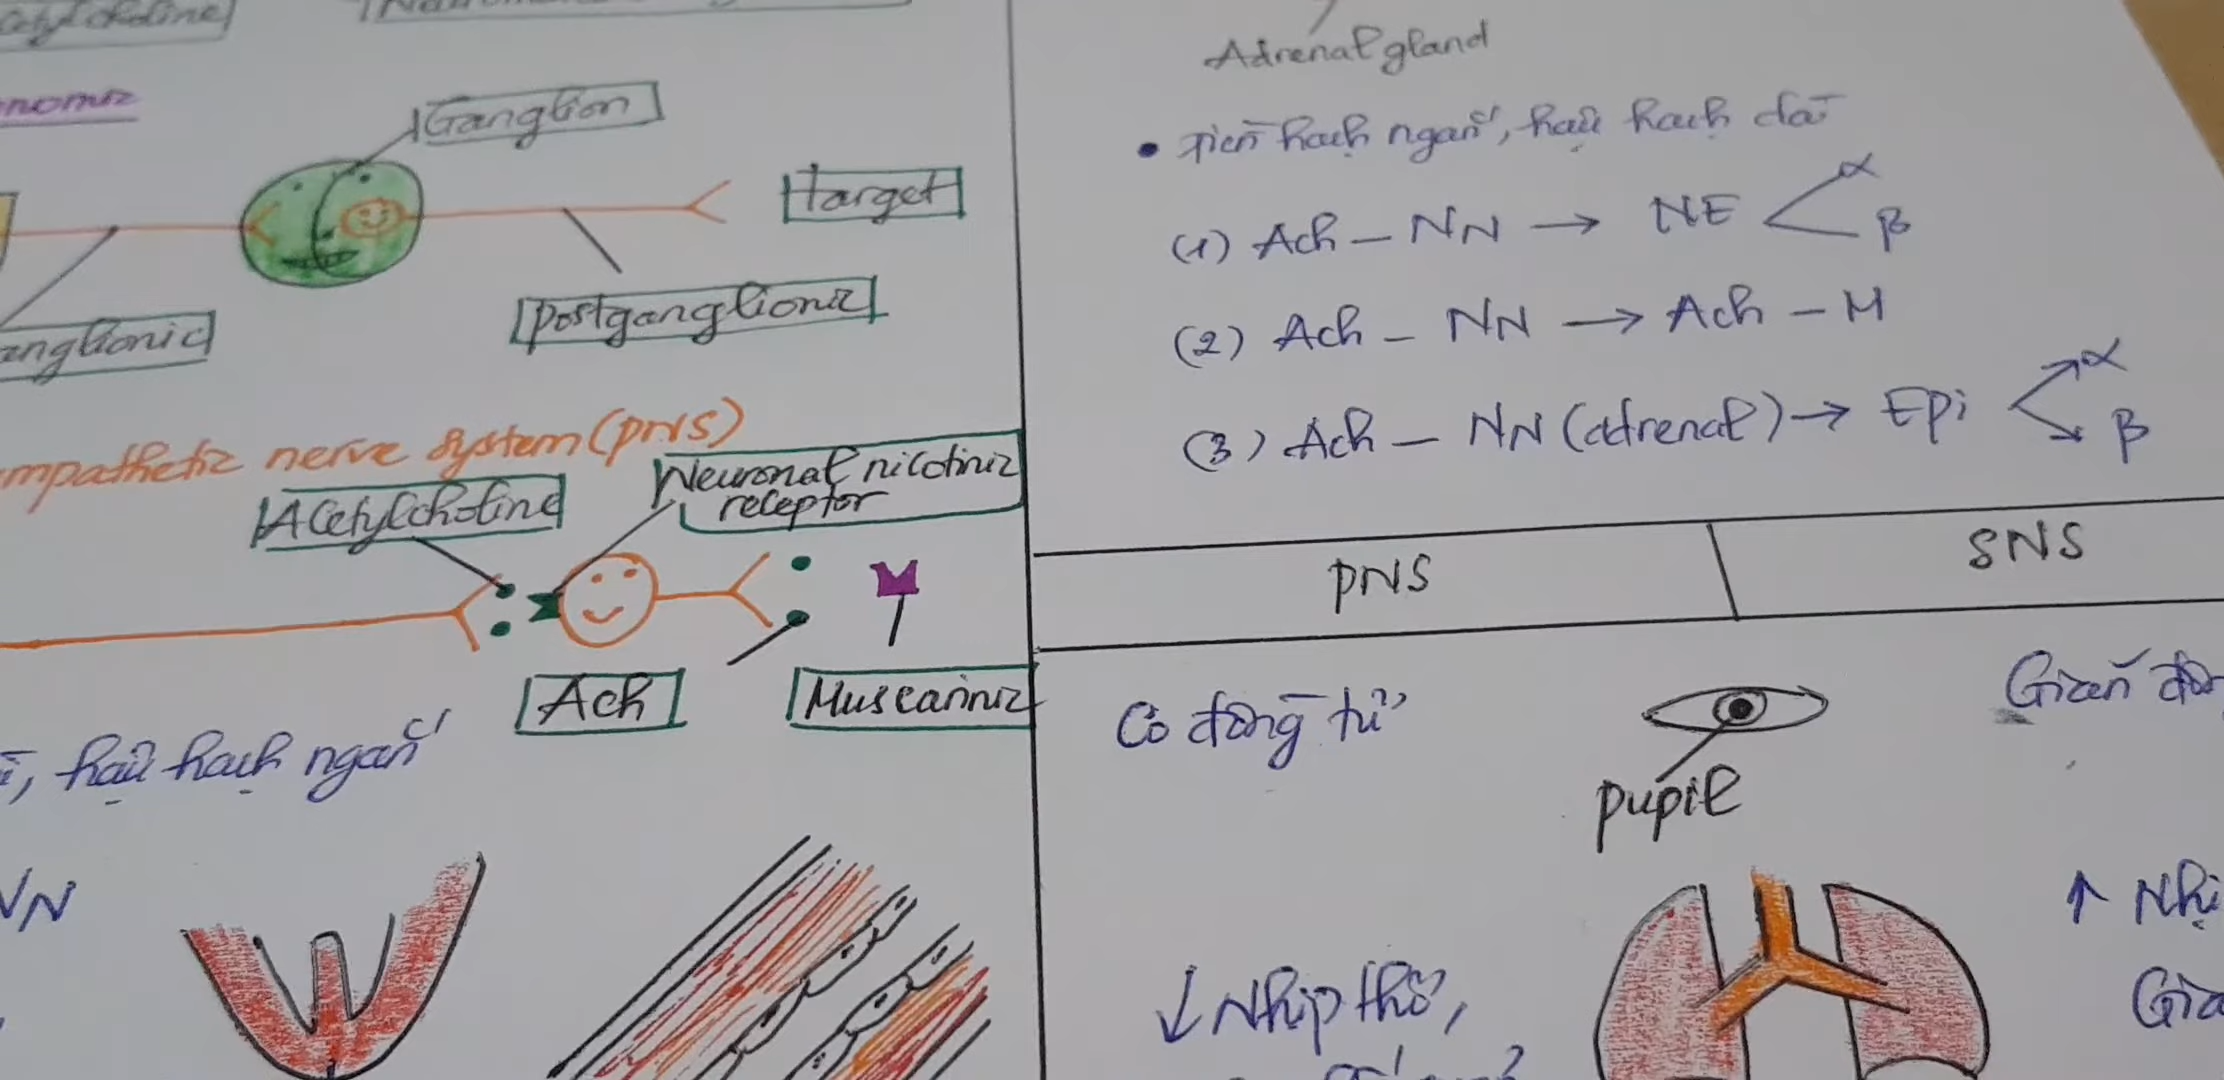 Ganglion
target
postganglionic
nerve system (PNS)
Acetylcholine
Neuronal nicotinic
receptor
Ach
Muscarinic
hậu hạch ngắn
Adrenal gland
• Tiền hạch ngắn, hậu hạch dài
(1) Ach – NN → NE < α
β
(2) Ach – NN → Ach – M
(3) Ach – NN (adrenal) → Epi < α
β
PNS
SNS
Co đồng tử
Giãn
pupil
↓ Nhịp thở,
↑